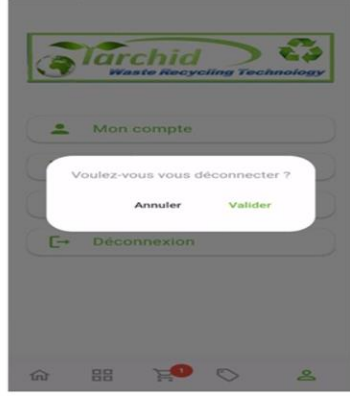 Tarchid
Waste Recycling Technology
Mon compte
Voulez-vous vous déconnecter ?
Annuler Valider
Déconnexion
1